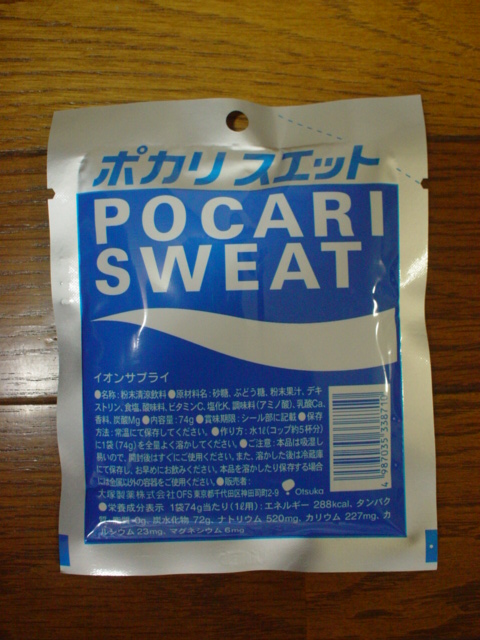 ポカリスエット
POCARI
SWEAT
イオンサプライ
●名称:粉末清涼飲料●原材料名:砂糖、ぶどう糖、粉末果汁、デキ
ストリン、食塩、酸味料、ビタミンC、塩化K、調味料(アミノ酸)、乳酸Ca、
香料、炭酸Mg●内容量:74g●賞味期限:シール部に記載●保存
方法:常温にて保存してください。●作り方:水1ℓ(コップ約5杯分)
に1袋(74g)を全量よく溶かしてください。●ご注意:本品は吸湿し
易いので、開封後はすぐにご使用ください。また、溶かした後は冷蔵庫
にて保存し、お早めにお飲みください。本品を溶かしたり保存する場合
には金属以外の容器をご使用ください。●販売者:
大塚製薬株式会社OFS 東京都千代田区神田司町2-9 Otsuka
●栄養成分表示 1袋74g当たり(1ℓ用):エネルギー 288kcal、タンパク
0g、炭水化物 72g、ナトリウム 520mg、カリウム 227mg、カ
ルシウム 23mg、マグネシウム 6mg
4 987035 338710